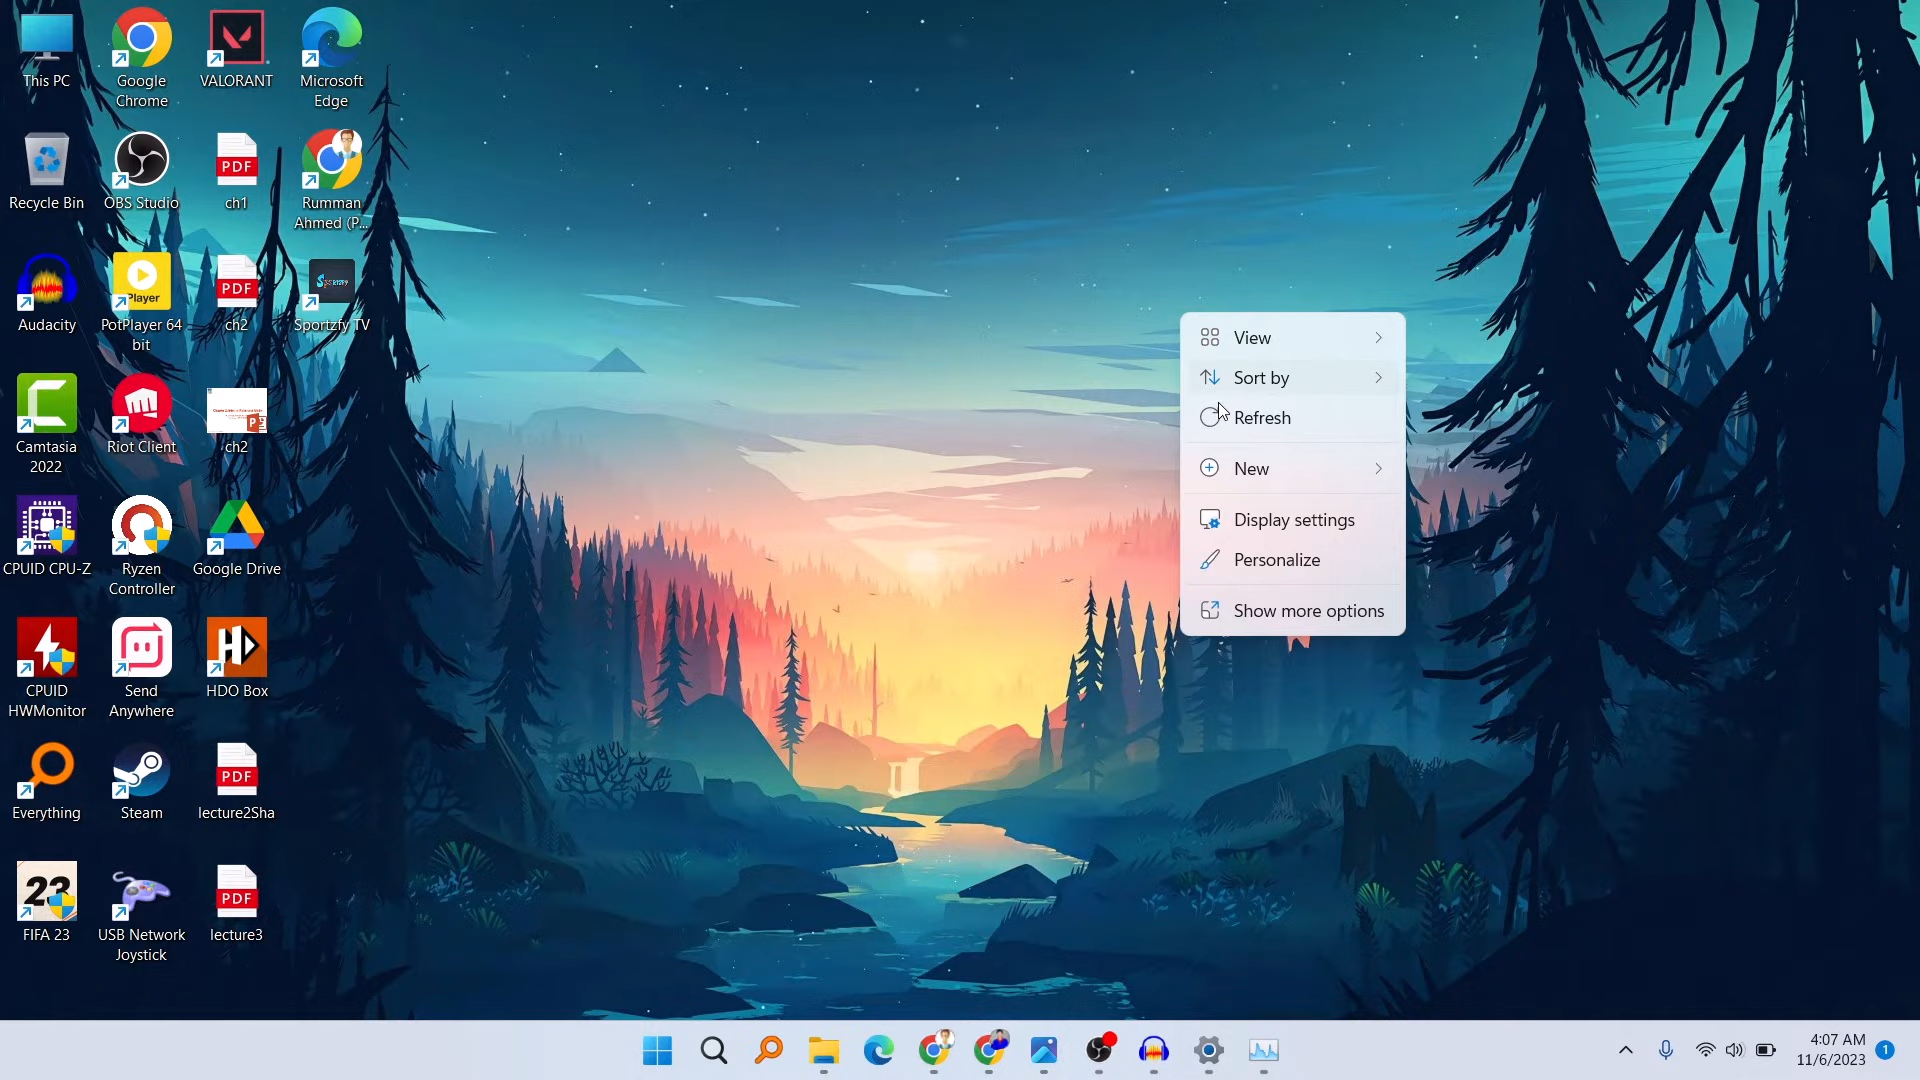 This PC
Google
Chrome
VALORANT
Microsoft
Edge
Recycle Bin
OBS Studio
PDF
ch1
Rumman
Ahmed (P...
Audacity
Player
PotPlayer 64
bit
PDF
ch2
Sportzfy TV
Camtasia
2022
Riot Client
ch2
CPUID CPU-Z
Ryzen
Controller
Google Drive
CPUID
HWMonitor
Send
Anywhere
HD
HDO Box
Everything
Steam
PDF
lecture2Sha
23
FIFA 23
USB Network
Joystick
PDF
lecture3
View
Sort by
Refresh
New
Display settings
Personalize
Show more options
4:07 AM
11/6/2023
1